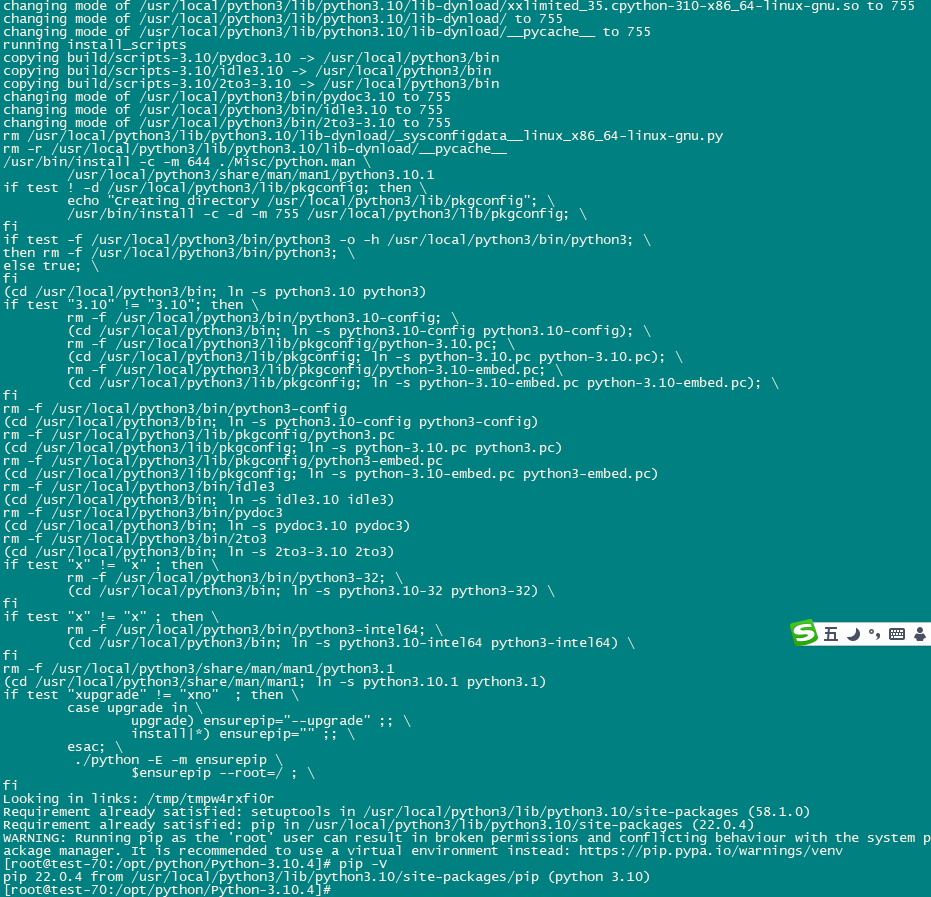 changing mode of /usr/local/python3/lib/python3.10/lib-dynload/xxlimited_35.cpython-310-x86_64-linux-gnu.so to 755
changing mode of /usr/local/python3/lib/python3.10/lib-dynload/ to 755
changing mode of /usr/local/python3/lib/python3.10/lib-dynload/__pycache__ to 755
running install_scripts
copying build/scripts-3.10/pydoc3.10 -> /usr/local/python3/bin
copying build/scripts-3.10/idle3.10 -> /usr/local/python3/bin
copying build/scripts-3.10/2to3-3.10 -> /usr/local/python3/bin
changing mode of /usr/local/python3/bin/pydoc3.10 to 755
changing mode of /usr/local/python3/bin/idle3.10 to 755
changing mode of /usr/local/python3/bin/2to3-3.10 to 755
rm /usr/local/python3/lib/python3.10/lib-dynload/_sysconfigdata__linux_x86_64-linux-gnu.py
rm -r /usr/local/python3/lib/python3.10/lib-dynload/__pycache__
/usr/bin/install -c -m 644 ./Misc/python.man \
        /usr/local/python3/share/man/man1/python3.10.1
if test ! -d /usr/local/python3/lib/pkgconfig; then \
        echo "Creating directory /usr/local/python3/lib/pkgconfig"; \
        /usr/bin/install -c -d -m 755 /usr/local/python3/lib/pkgconfig; \
fi
if test -f /usr/local/python3/bin/python3 -o -h /usr/local/python3/bin/python3; \
then rm -f /usr/local/python3/bin/python3; \
else true; \
fi
(cd /usr/local/python3/bin; ln -s python3.10 python3)
if test "3.10" != "3.10"; then \
        rm -f /usr/local/python3/bin/python3.10-config; \
        (cd /usr/local/python3/bin; ln -s python3.10-config python3.10-config); \
        rm -f /usr/local/python3/lib/pkgconfig/python-3.10.pc; \
        (cd /usr/local/python3/lib/pkgconfig; ln -s python-3.10.pc python-3.10.pc); \
        rm -f /usr/local/python3/lib/pkgconfig/python-3.10-embed.pc; \
        (cd /usr/local/python3/lib/pkgconfig; ln -s python-3.10-embed.pc python-3.10-embed.pc); \
fi
rm -f /usr/local/python3/bin/python3-config
(cd /usr/local/python3/bin; ln -s python3.10-config python3-config)
rm -f /usr/local/python3/lib/pkgconfig/python3.pc
(cd /usr/local/python3/lib/pkgconfig; ln -s python-3.10.pc python3.pc)
rm -f /usr/local/python3/lib/pkgconfig/python3-embed.pc
(cd /usr/local/python3/lib/pkgconfig; ln -s python-3.10-embed.pc python3-embed.pc)
rm -f /usr/local/python3/bin/idle3
(cd /usr/local/python3/bin; ln -s idle3.10 idle3)
rm -f /usr/local/python3/bin/pydoc3
(cd /usr/local/python3/bin; ln -s pydoc3.10 pydoc3)
rm -f /usr/local/python3/bin/2to3
(cd /usr/local/python3/bin; ln -s 2to3-3.10 2to3)
if test "x" != "x" ; then \
        rm -f /usr/local/python3/bin/python3-32; \
        (cd /usr/local/python3/bin; ln -s python3.10-32 python3-32) \
fi
if test "x" != "x" ; then \
        rm -f /usr/local/python3/bin/python3-intel64; \
        (cd /usr/local/python3/bin; ln -s python3.10-intel64 python3-intel64) \
fi
rm -f /usr/local/python3/share/man/man1/python3.1
(cd /usr/local/python3/share/man/man1; ln -s python3.10.1 python3.1)
if test "xupgrade" != "xno"  ; then \
        case upgrade in \
                upgrade) ensurepip="--upgrade" ;; \
                install|*) ensurepip="" ;; \
        esac; \
         ./python -E -m ensurepip \
                $ensurepip --root=/ ; \
fi
Looking in links: /tmp/tmpw4rxfi0r
Requirement already satisfied: setuptools in /usr/local/python3/lib/python3.10/site-packages (58.1.0)
Requirement already satisfied: pip in /usr/local/python3/lib/python3.10/site-packages (22.0.4)
WARNING: Running pip as the 'root' user can result in broken permissions and conflicting behaviour with the system p
ackage manager. It is recommended to use a virtual environment instead: https://pip.pypa.io/warnings/venv
[root@test-70:/opt/python/Python-3.10.4]# pip -V
pip 22.0.4 from /usr/local/python3/lib/python3.10/site-packages/pip (python 3.10)
[root@test-70:/opt/python/Python-3.10.4]#
S 五